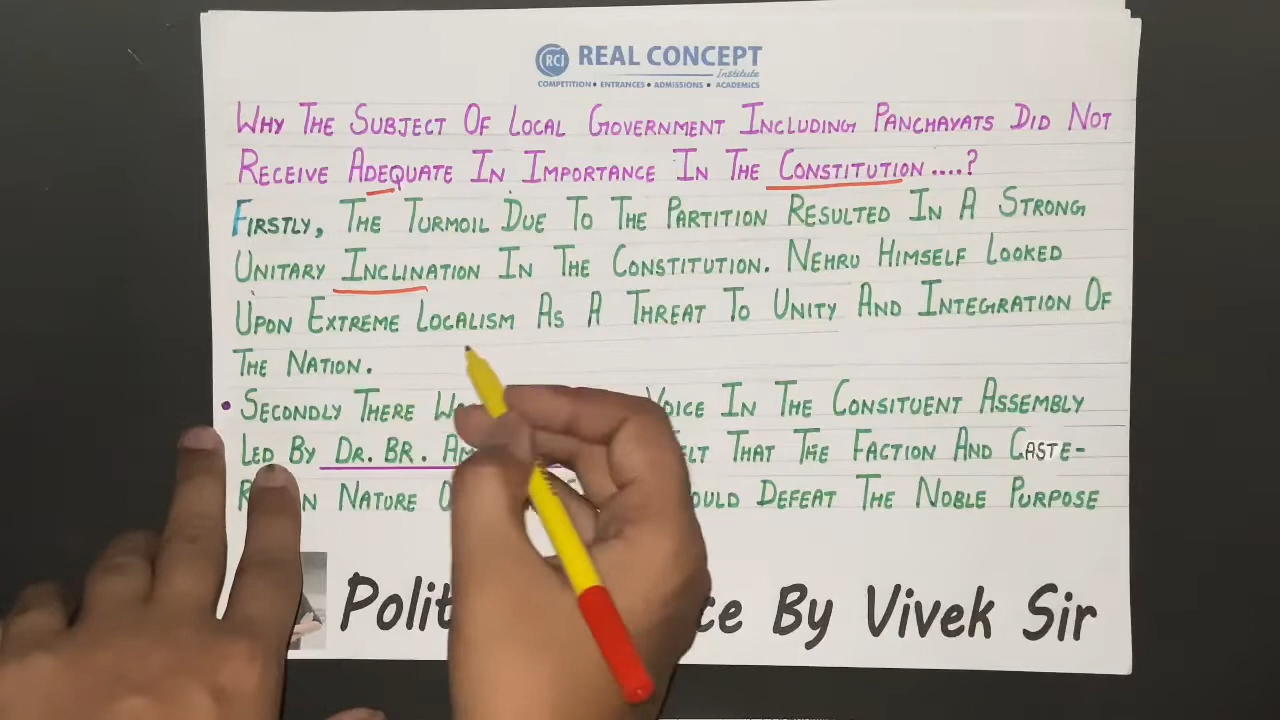 RCI REAL CONCEPT
Institute
COMPETITION • ENTRANCES • ADMISSIONS • ACADEMICS
WHY THE SUBJECT OF LOCAL GOVERNMENT INCLUDING PANCHAYATS DID NOT
RECEIVE ADEQUATE IN IMPORTANCE IN THE CONSTITUTION....?
FIRSTLY, THE TURMOIL DUE TO THE PARTITION RESULTED IN A STRONG
UNITARY INCLINATION IN THE CONSTITUTION. NEHRU HIMSELF LOOKED
UPON EXTREME LOCALISM AS A THREAT TO UNITY AND INTEGRATION OF
THE NATION.
• SECONDLY THERE VOICE IN THE CONSITUENT ASSEMBLY
LED BY DR. BR. THAT THE FACTION AND CASTE-
NATURE DEFEAT THE NOBLE PURPOSE
By Vivek Sir